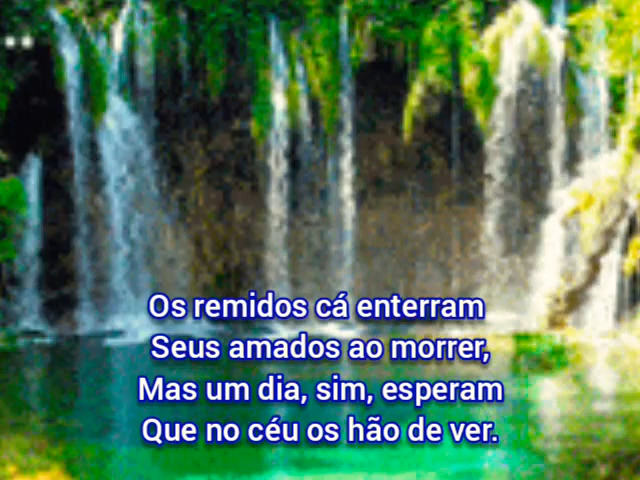 Os remidos cá enterram
Seus amados ao morrer,
Mas um dia, sim, esperam
Que no céu os hão de ver.